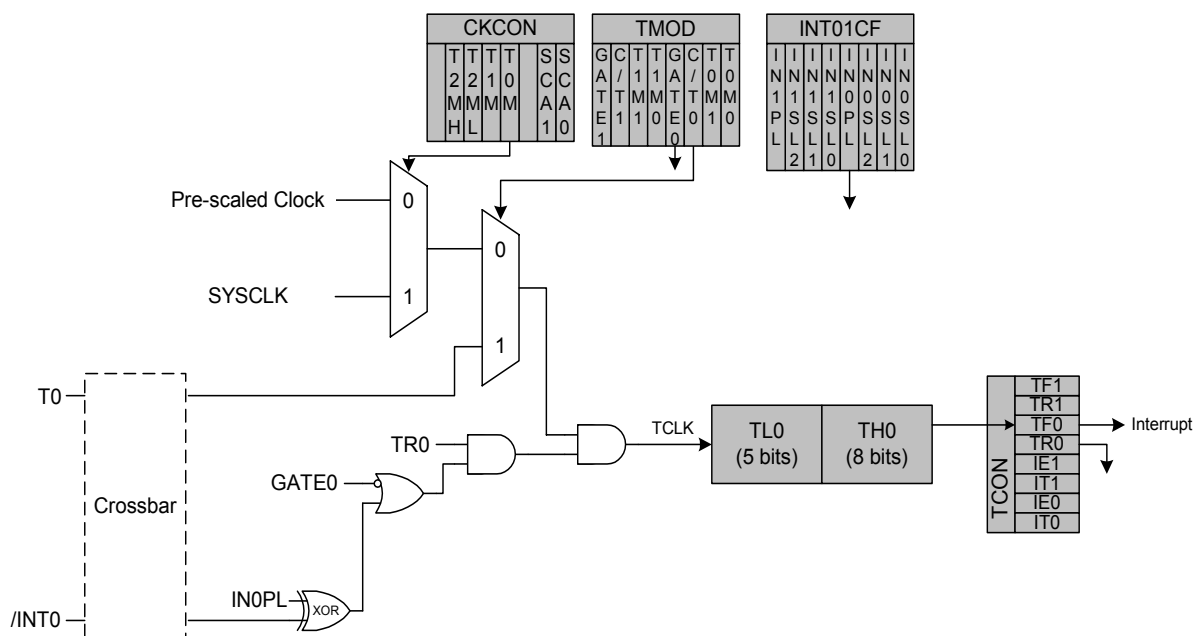 CKCON
T2MH
T2ML
T1M
T0M
SCA1
SCA0
TMOD
GATE1
C/T1
T1M1
T1M0
GATE0
C/T0
T0M1
T0M0
INT01CF
IN1PL
IN1SL2
IN1SL1
IN1SL0
IN0PL
IN0SL2
IN0SL1
IN0SL0
Pre-scaled Clock
0
0
SYSCLK
1
1
T0
TR0
TCLK
TL0
(5 bits)
TH0
(8 bits)
TCON
TF1
TR1
TF0
TR0
IE1
IT1
IE0
IT0
Interrupt
GATE0
Crossbar
IN0PL
XOR
/INT0